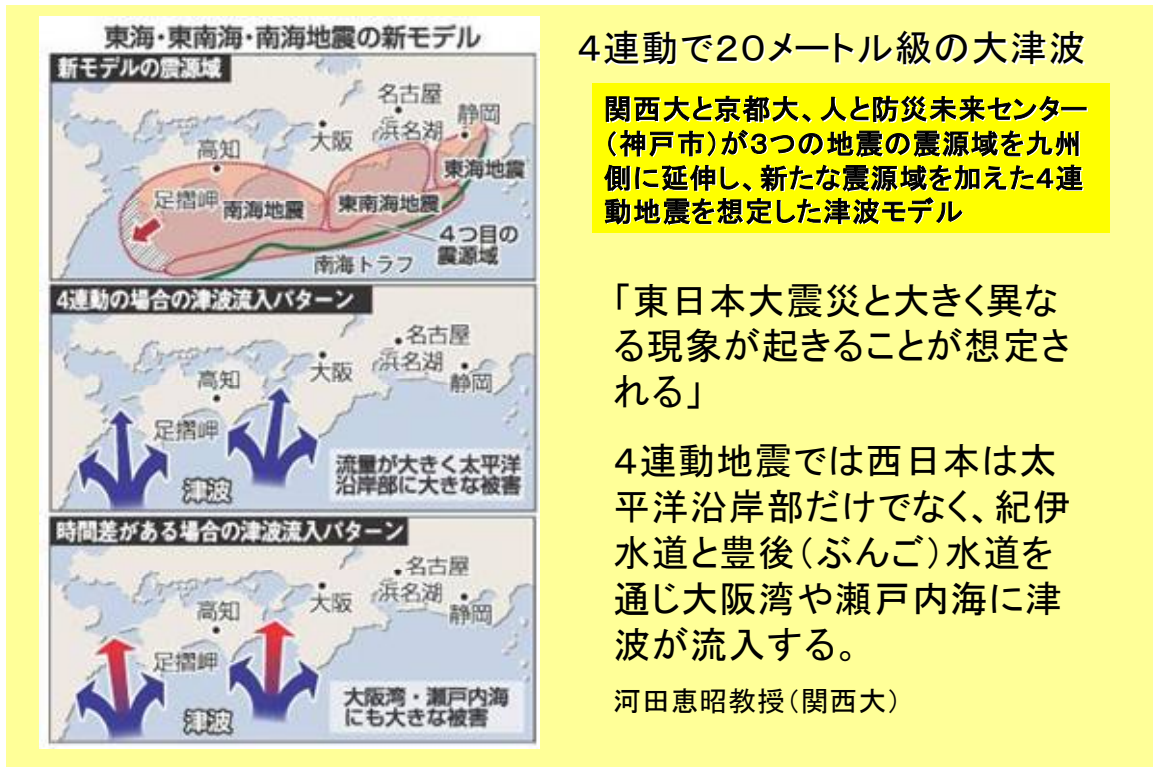 東海・東南海・南海地震の新モデル
新モデルの震源域
名古屋
静岡
大阪
浜名湖
高知
東海地震
足摺岬
南海地震
東南海地震
4つ目の
震源域
南海トラフ
4連動の場合の津波流入パターン
名古屋
大阪
浜名湖
静岡
高知
足摺岬
流量が大きく太平洋
沿岸部に大きな被害
津波
時間差がある場合の津波流入パターン
名古屋
大阪
浜名湖
静岡
高知
足摺岬
大阪湾・瀬戸内海
にも大きな被害
津波
4連動で20メートル級の大津波
関西大と京都大、人と防災未来センター
(神戸市)が3つの地震の震源域を九州
側に延伸し、新たな震源域を加えた4連
動地震を想定した津波モデル
「東日本大震災と大きく異な
る現象が起きることが想定さ
れる」
4連動地震では西日本は太
平洋沿岸部だけでなく、紀伊
水道と豊後(ぶんご)水道を
通じ大阪湾や瀬戸内海に津
波が流入する。
河田恵昭教授(関西大)